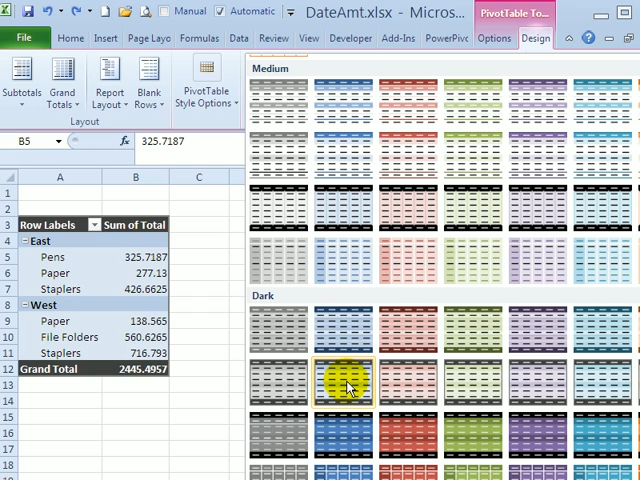 Manual
Automatic
DateAmt.xlsx - Micros...
PivotTable To...
File
Home
Insert
Page Layout
Formulas
Data
Review
View
Developer
Add-Ins
PowerPivc
Options
Design
Subtotals
Grand Totals
Report Layout
Blank Rows
PivotTable Style Options
Layout
B5
fx
325.7187
Medium
Dark
A B C
1
2
3 Row Labels Sum of Total
4 East
5 Pens 325.7187
6 Paper 277.13
7 Staplers 426.6625
8 West
9 Paper 138.565
10 File Folders 560.6265
11 Staplers 716.793
12 Grand Total 2445.4957
13
14
15
16
17
18